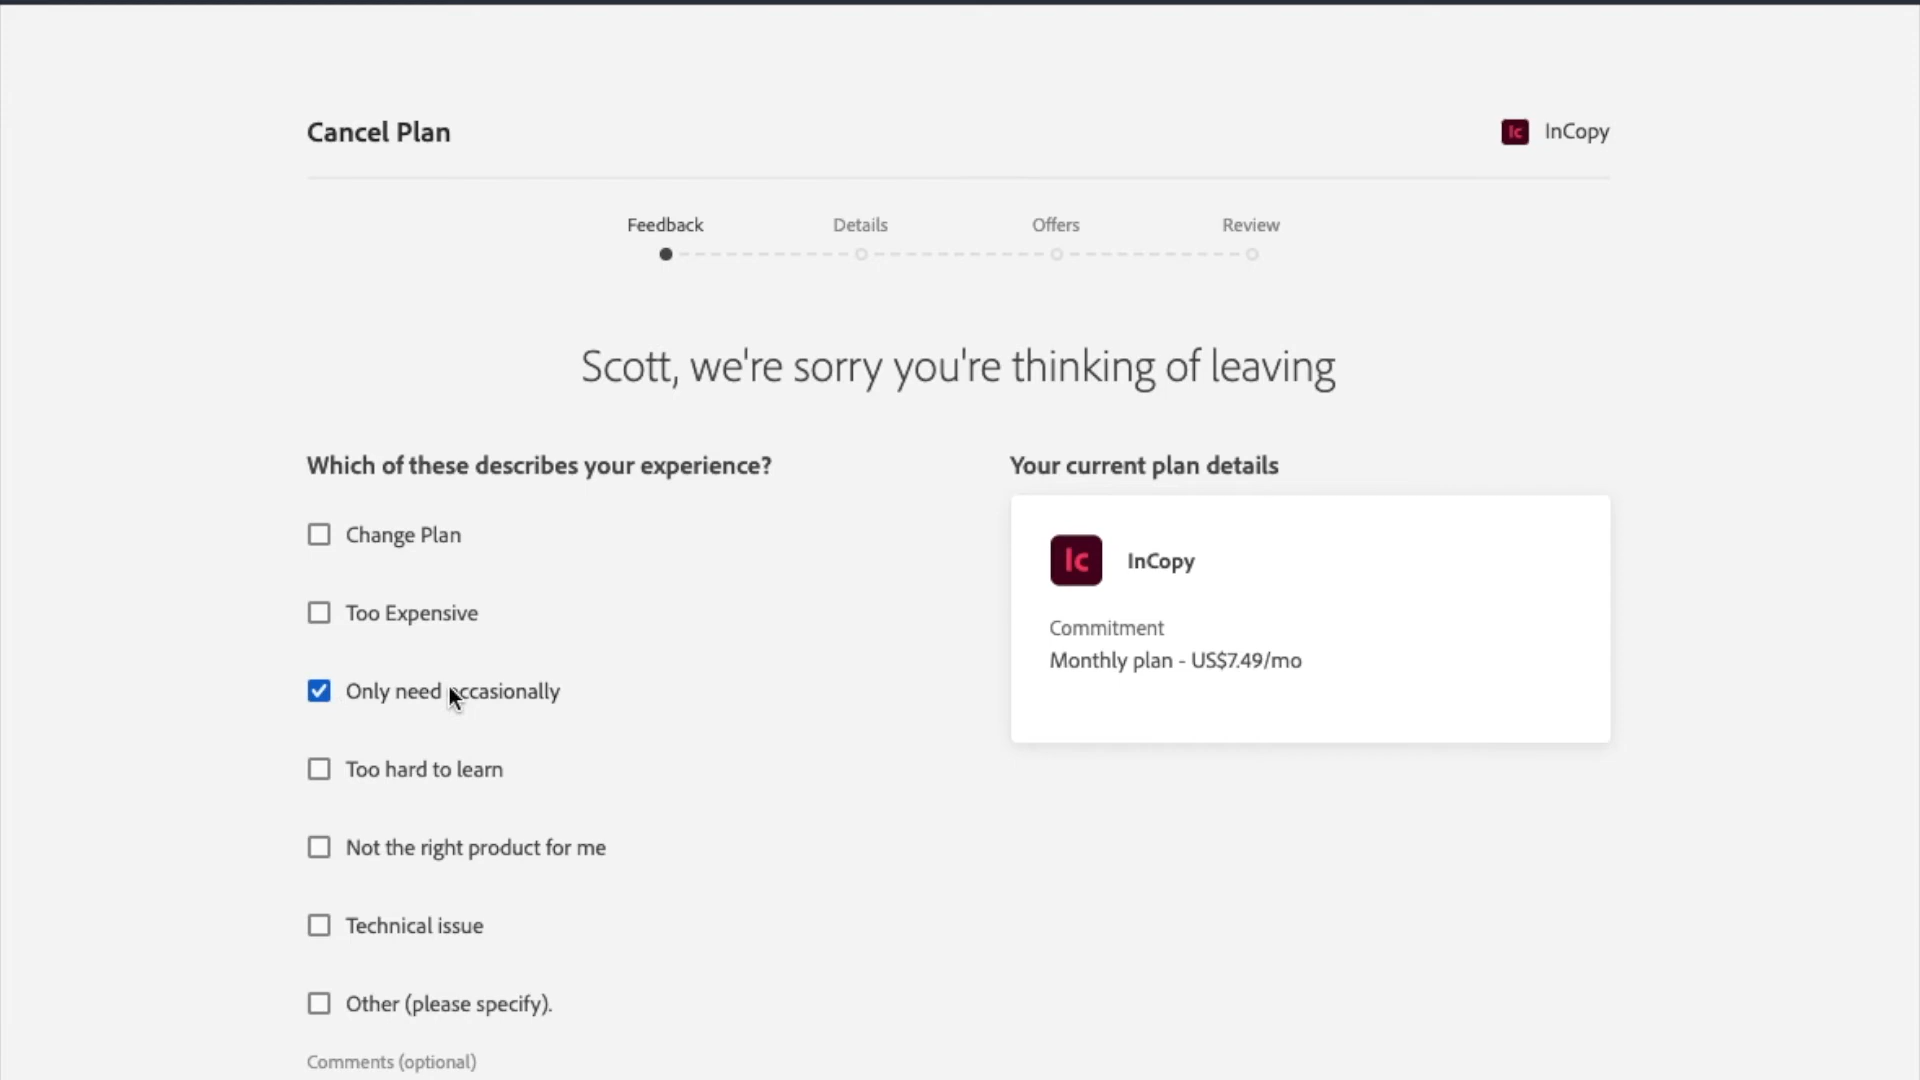 Cancel Plan
Ic InCopy
Feedback Details Offers Review
Scott, we're sorry you're thinking of leaving
Which of these describes your experience?
Change Plan
Too Expensive
Only need occasionally
Too hard to learn
Not the right product for me
Technical issue
Other (please specify).
Comments (optional)
Your current plan details
Ic InCopy
Commitment
Monthly plan - US$7.49/mo